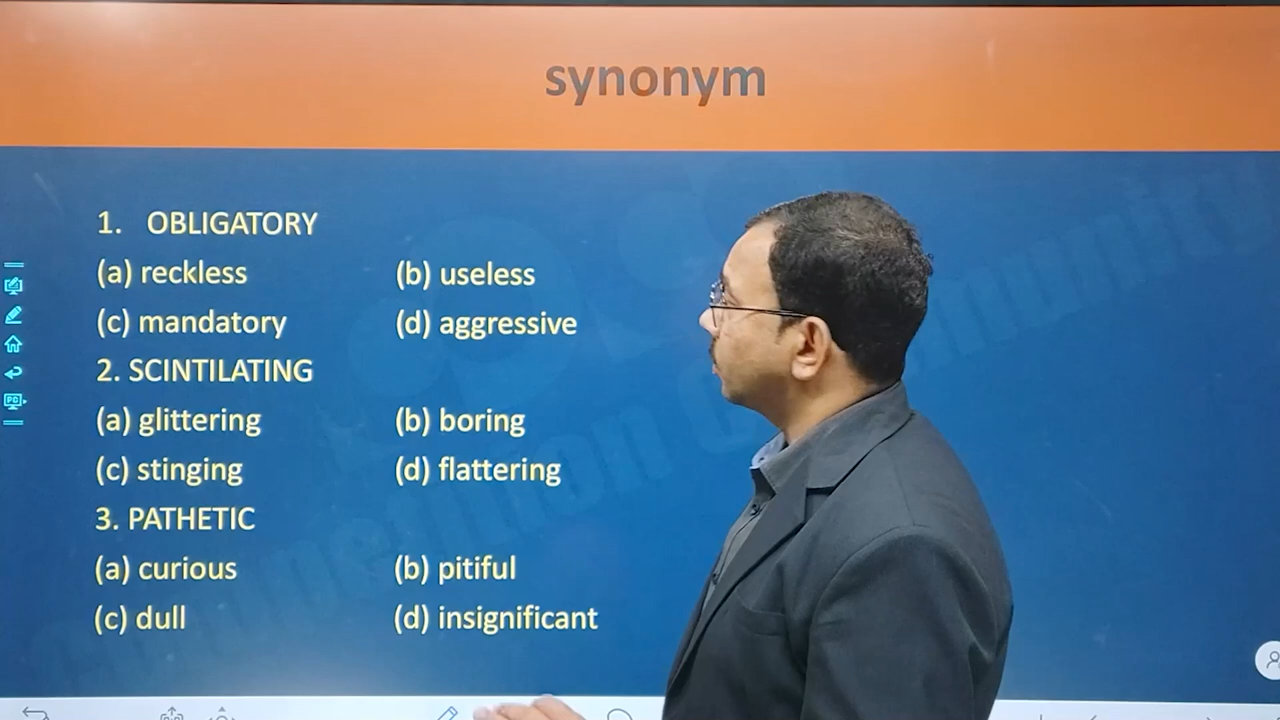 synonym
1. OBLIGATORY
(a) reckless (b) useless
(c) mandatory (d) aggressive
2. SCINTILATING
(a) glittering (b) boring
(c) stinging (d) flattering
3. PATHETIC
(a) curious (b) pitiful
(c) dull (d) insignificant